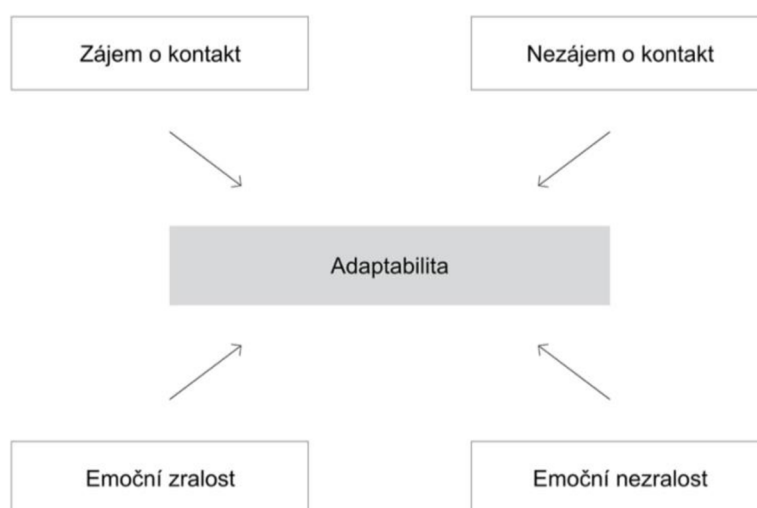 Zájem o kontakt
Nezájem o kontakt
Adaptabilita
Emoční zralost
Emoční nezralost